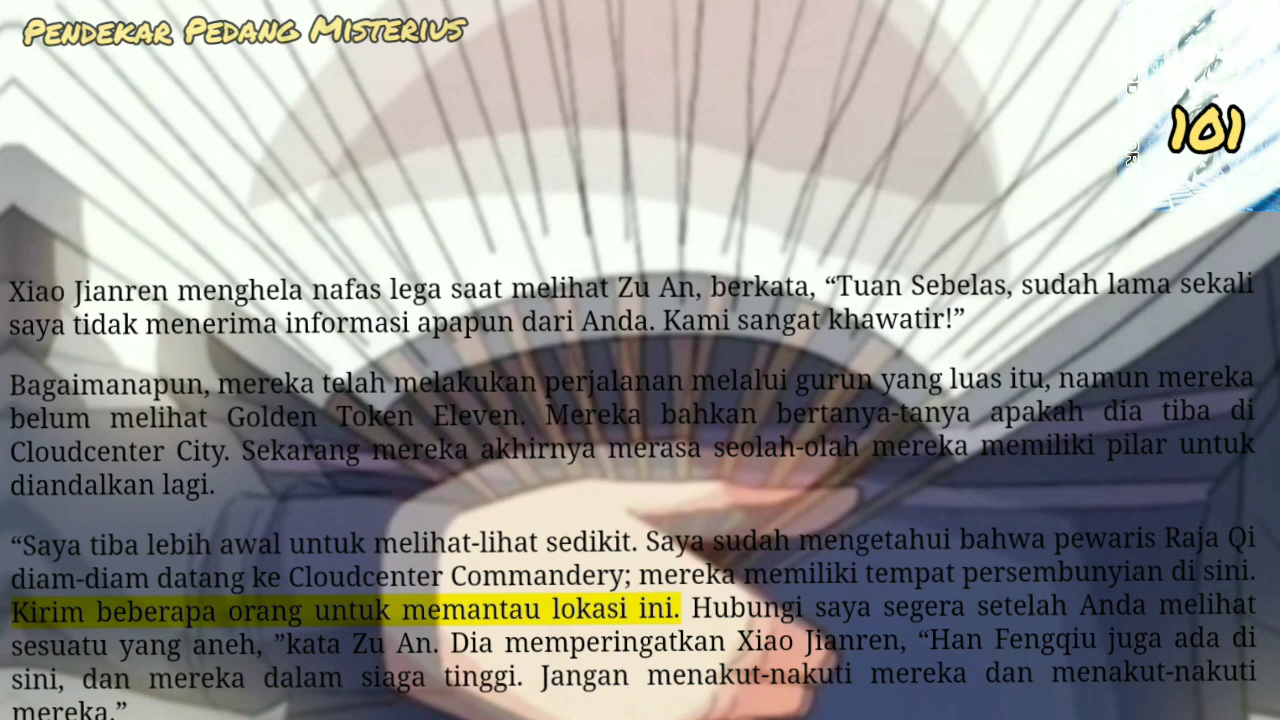 Pendekar Pedang Misterius
101
Xiao Jianren menghela nafas lega saat melihat Zu An, berkata, “Tuan Sebelas, sudah lama sekali
saya tidak menerima informasi apapun dari Anda. Kami sangat khawatir!”
Bagaimanapun, mereka telah melakukan perjalanan melalui gurun yang luas itu, namun mereka
belum melihat Golden Token Eleven. Mereka bahkan bertanya-tanya apakah dia tiba di
Cloudcenter City. Sekarang mereka akhirnya merasa seolah-olah mereka memiliki pilar untuk
diandalkan lagi.
“Saya tiba lebih awal untuk melihat-lihat sedikit. Saya sudah mengetahui bahwa pewaris Raja Qi
diam-diam datang ke Cloudcenter Commandery; mereka memiliki tempat persembunyian di sini.
Kirim beberapa orang untuk memantau lokasi ini. Hubungi saya segera setelah Anda melihat
sesuatu yang aneh, ”kata Zu An. Dia memperingatkan Xiao Jianren, “Han Fengqiu juga ada di
sini, dan mereka dalam siaga tinggi. Jangan menakut-nakuti mereka dan menakut-nakuti
mereka.”